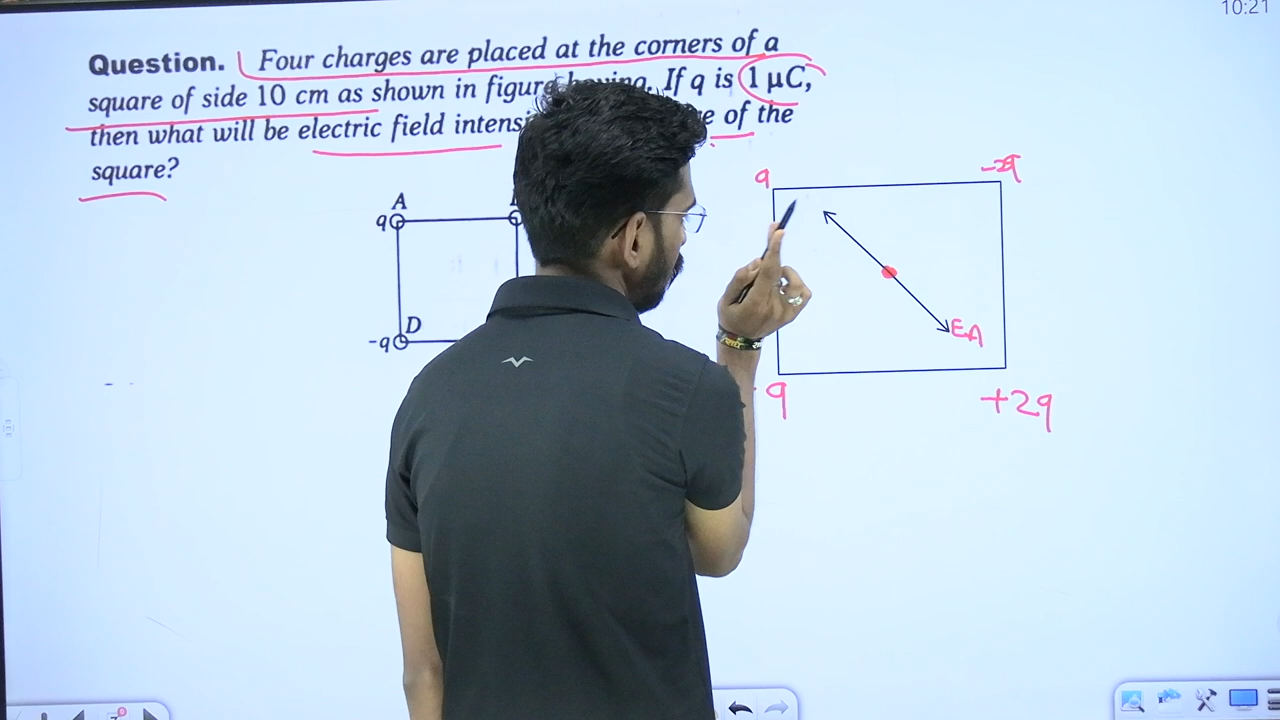 10:21
Question. Four charges are placed at the corners of a
square of side 10 cm as shown in figure having. If q is 1 μC,
then what will be electric field of the
square?
A
q
D
-q
q
-2q
EA
q
+2q